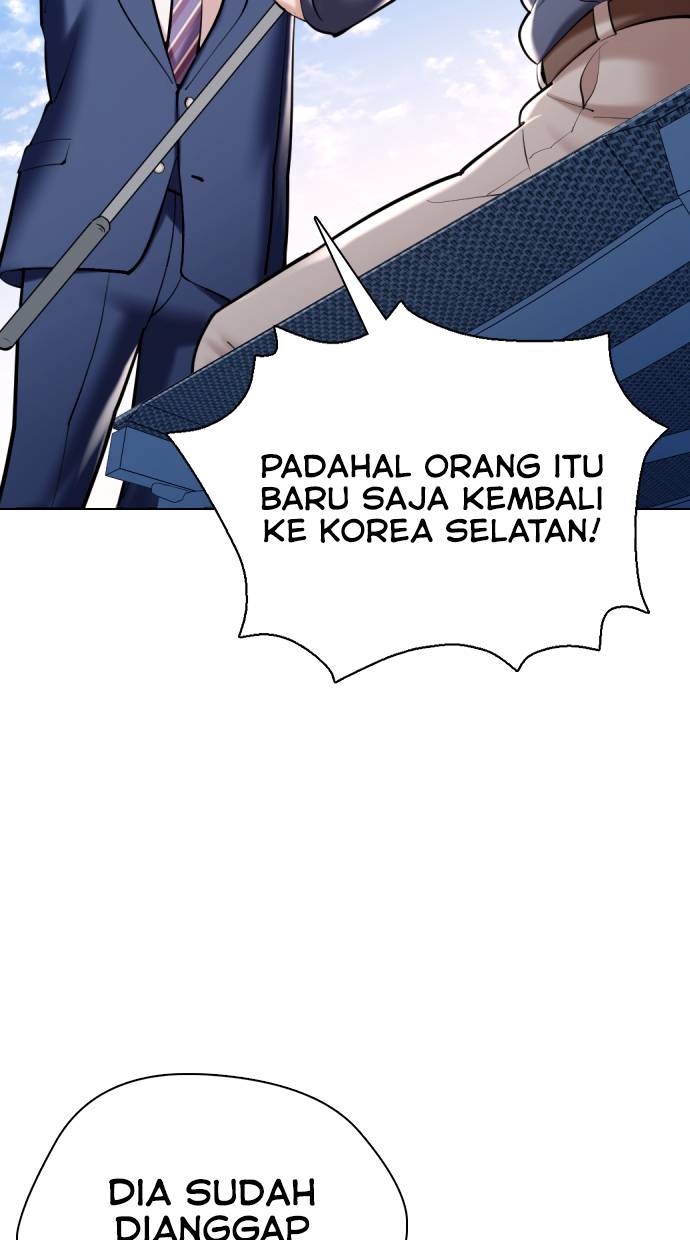 PADAHAL ORANG ITU
BARU SAJA KEMBALI
KE KOREA SELATAN!
DIA SUDAH
DIANGGAP